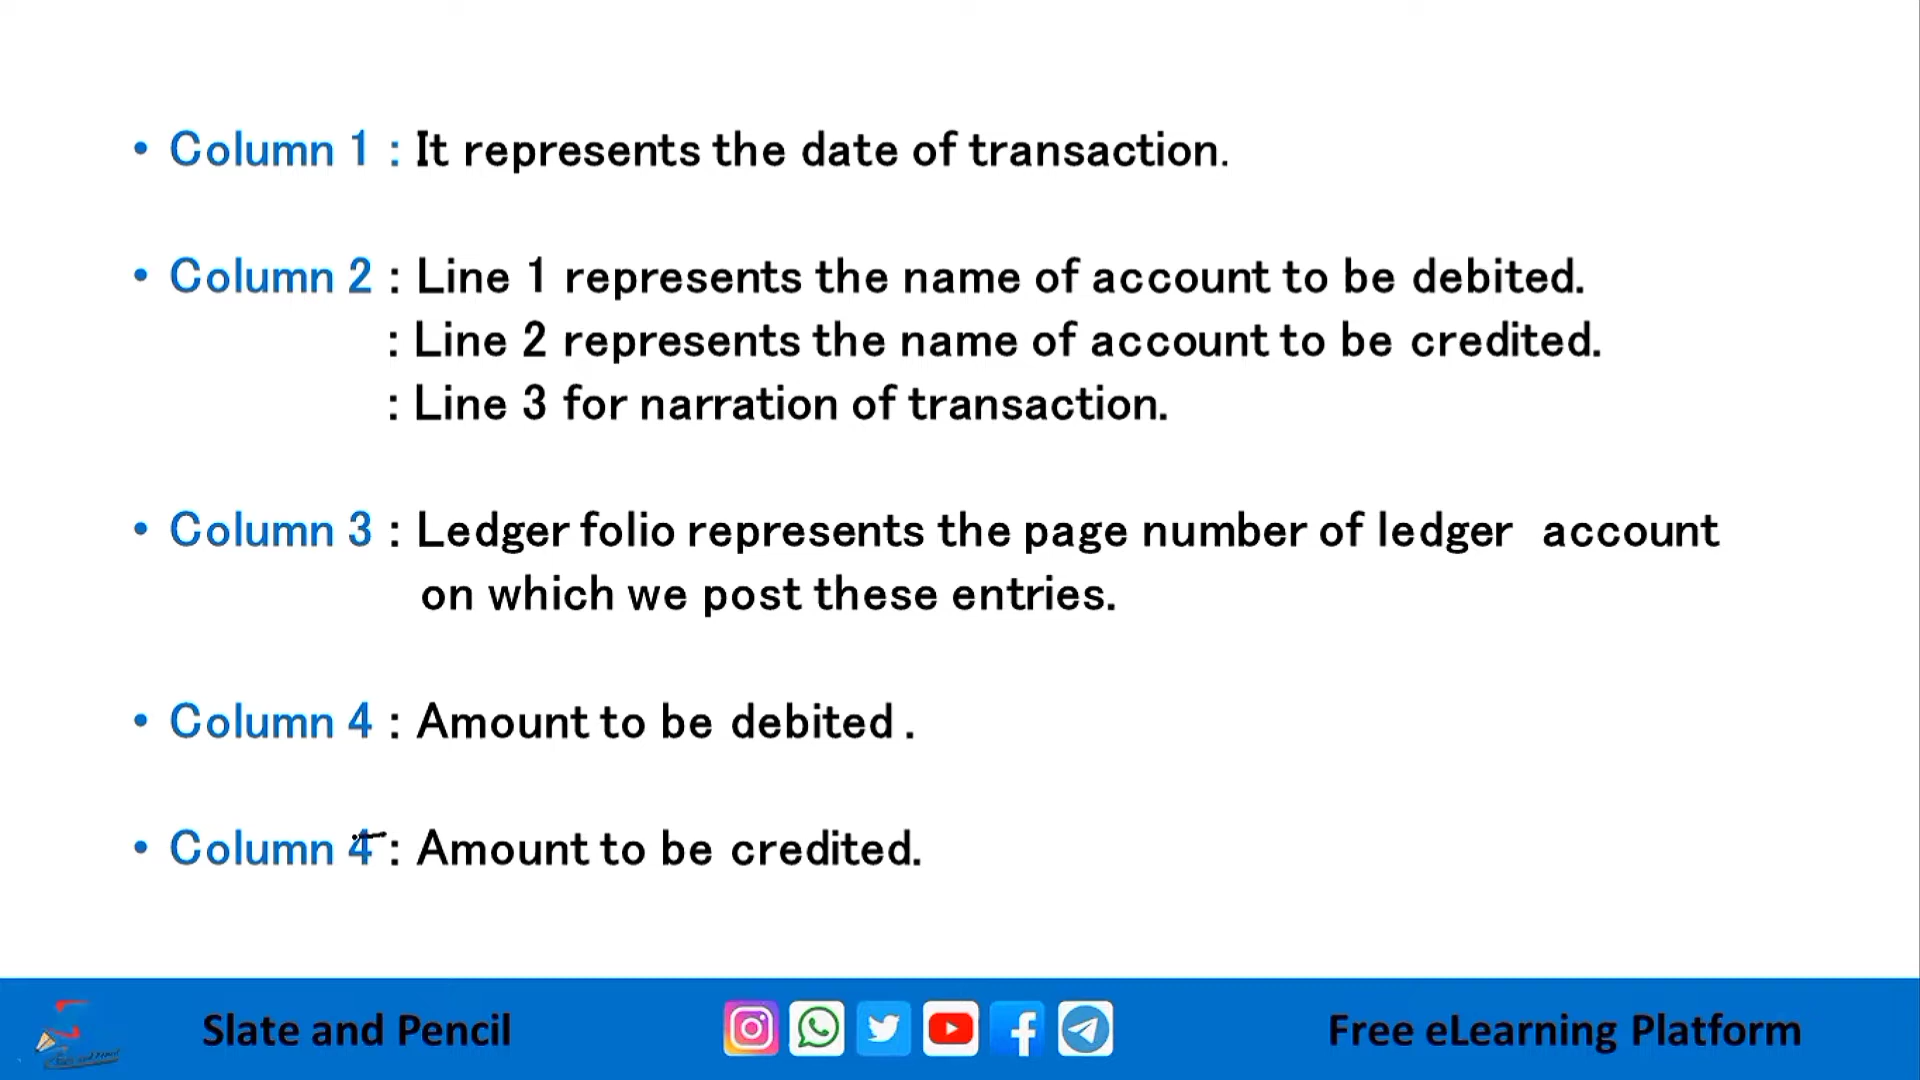 • Column 1 : It represents the date of transaction.
• Column 2 : Line 1 represents the name of account to be debited.
: Line 2 represents the name of account to be credited.
: Line 3 for narration of transaction.
• Column 3 : Ledger folio represents the page number of ledger account
on which we post these entries.
• Column 4 : Amount to be debited .
• Column 4 : Amount to be credited.
Slate and Pencil
Free eLearning Platform